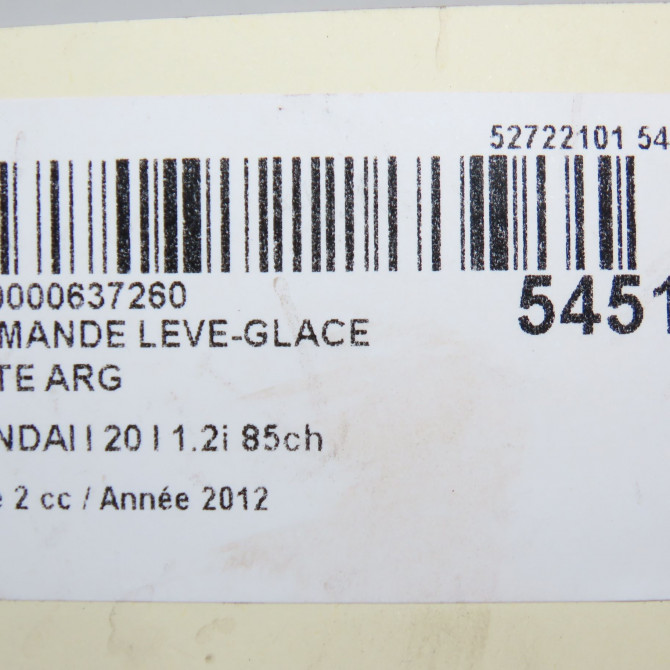 52722101 54
0000637260
5451
MANDE LEVE-GLACE
TE ARG
NDAI I 20 I 1.2i 85ch
e 2 cc / Année 2012